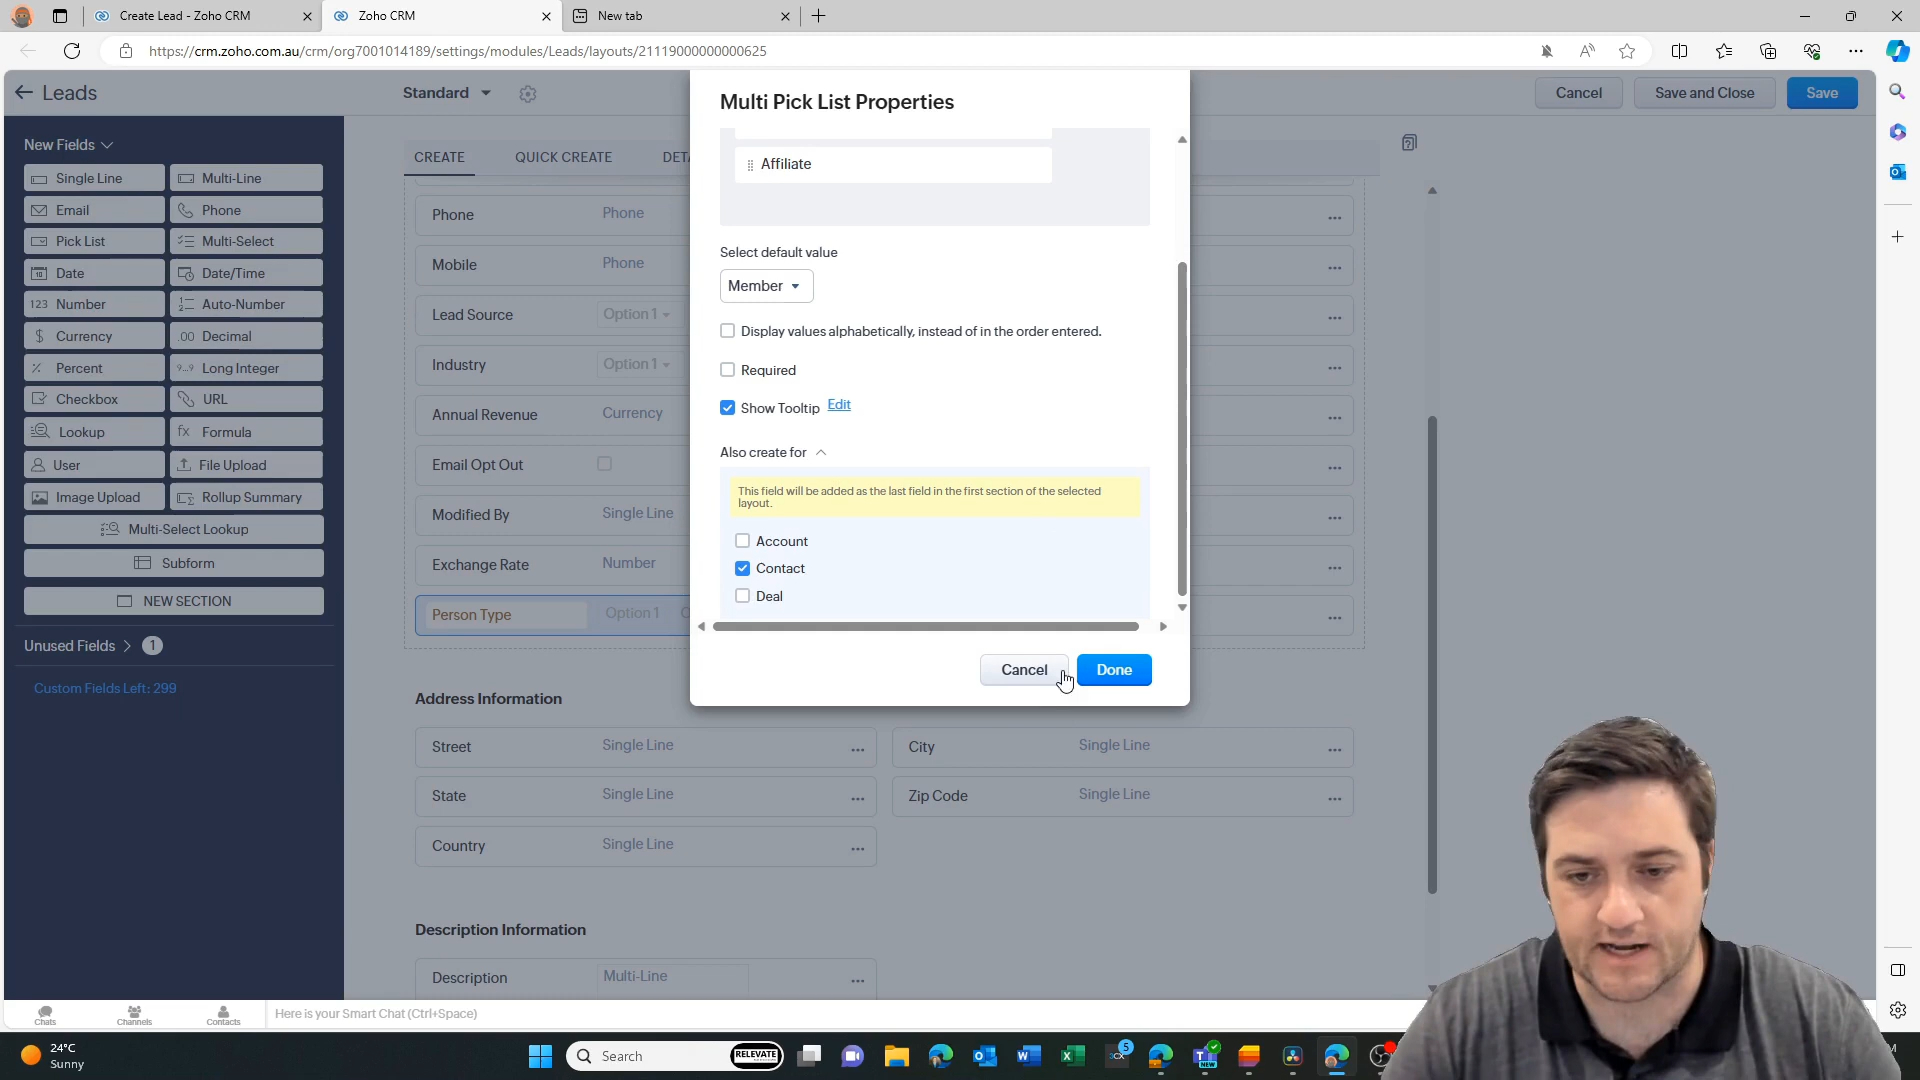 Create Lead - Zoho CRM
Zoho CRM
New tab
https://crm.zoho.com.au/crm/org7001014189/settings/modules/Leads/layouts/21119000000000625
Leads
Standard
Cancel
Save and Close
Save
New Fields
Single Line
Multi-Line
Email
Phone
Pick List
Multi-Select
Date
Date/Time
123 Number
Auto-Number
$ Currency
.00 Decimal
Percent
Long Integer
Checkbox
URL
Lookup
fx Formula
User
File Upload
Image Upload
Rollup Summary
Multi-Select Lookup
Subform
NEW SECTION
Unused Fields 1
Custom Fields Left: 299
CREATE
QUICK CREATE
Phone Phone
Mobile Phone
Lead Source Option 1
Industry Option 1
Annual Revenue Currency
Email Opt Out
Modified By Single Line
Exchange Rate Number
Person Type Option 1
Address Information
Street Single Line
City Single Line
State Single Line
Zip Code Single Line
Country Single Line
Description Information
Description Multi-Line
Multi Pick List Properties
Affiliate
Select default value
Member
Display values alphabetically, instead of in the order entered.
Required
Show Tooltip Edit
Also create for
This field will be added as the last field in the first section of the selected
layout.
Account
Contact
Deal
Cancel
Done
Chats
Channels
Contacts
Here is your Smart Chat (Ctrl+Space)
24°C
Sunny
Search
RELEVATE
5
NEW